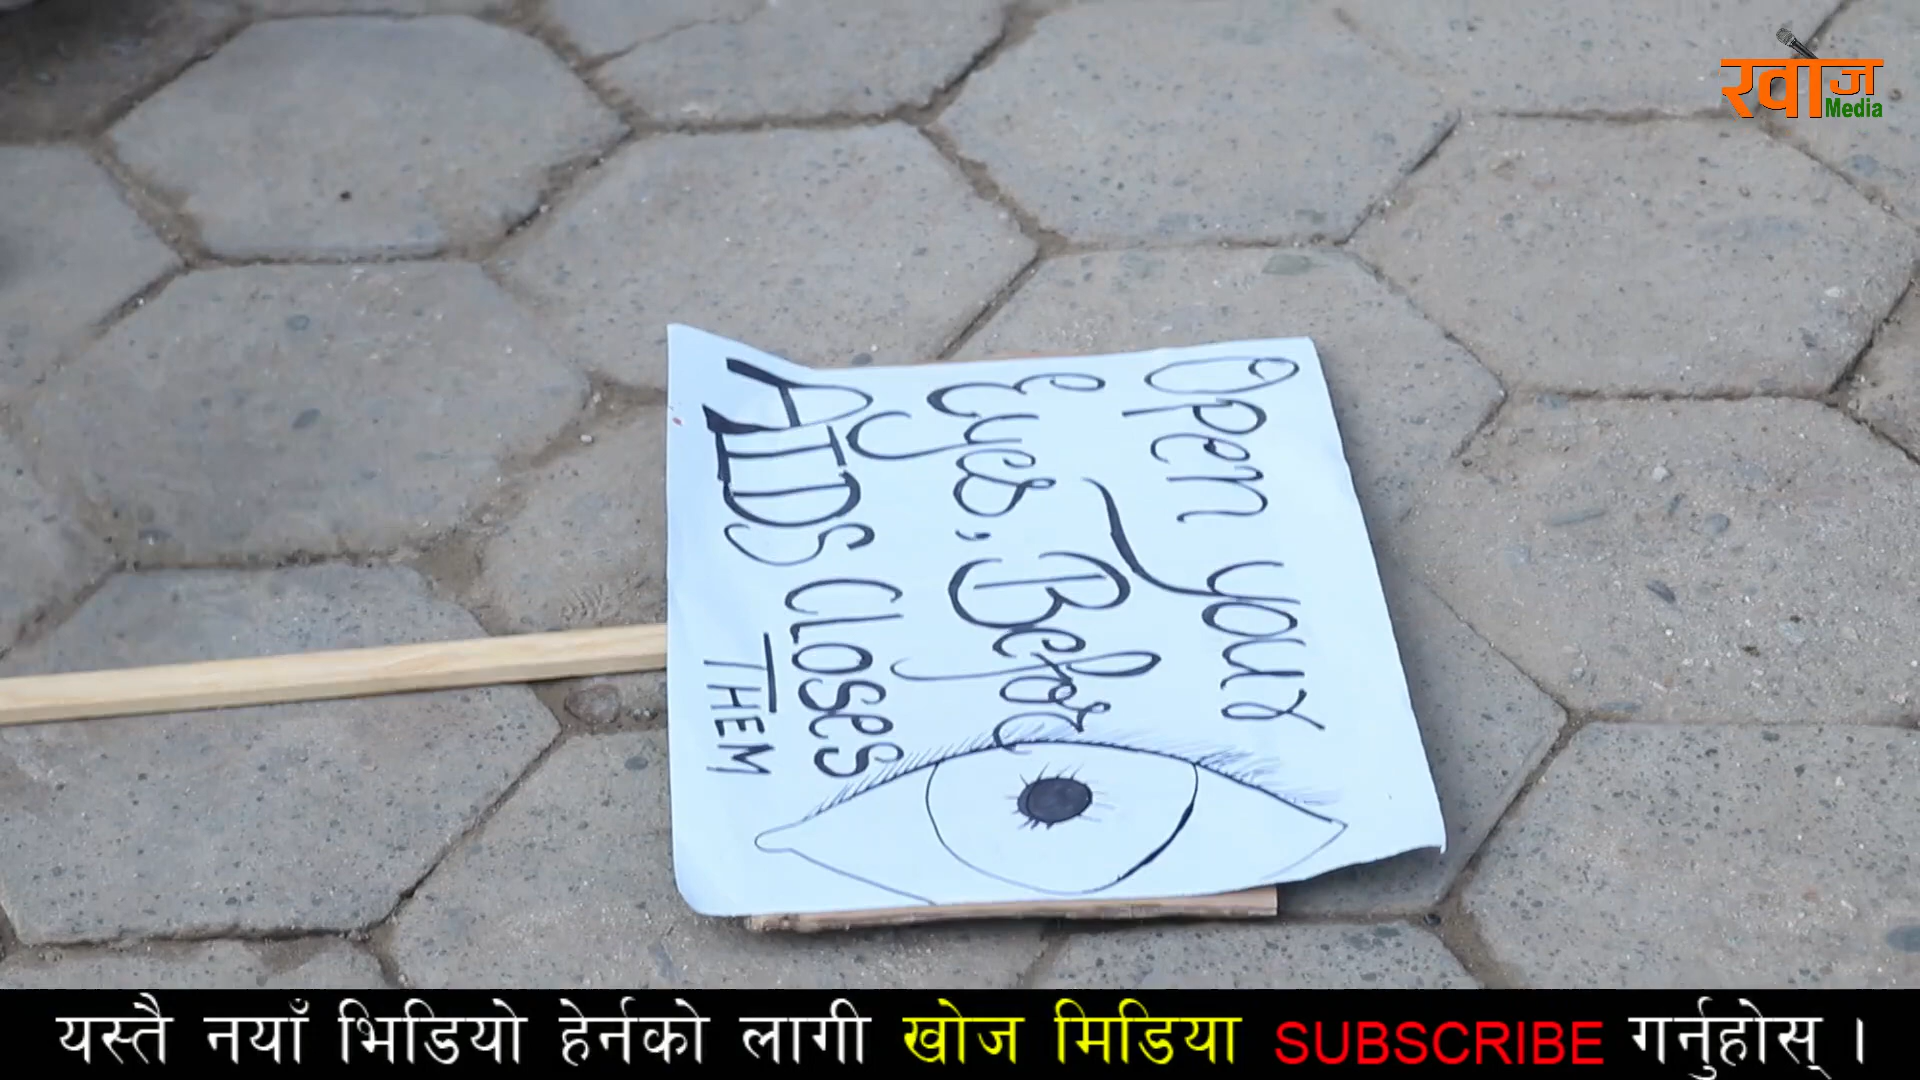 खोज
Media
Open your
Eyes, Before
AIDS Closes
THEM
यस्तै नयाँ भिडियो हेर्नको लागी खोज मिडिया SUBSCRIBE गर्नुहोस् ।